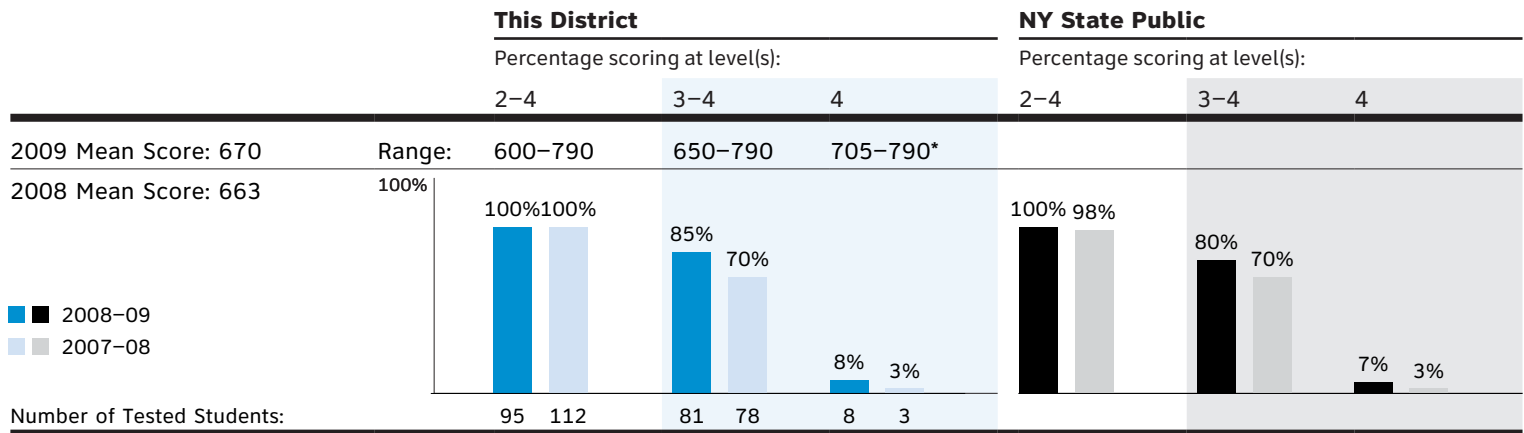 This District NY State Public
Percentage scoring at level(s): Percentage scoring at level(s):
2–4 3–4 4 2–4 3–4 4
2009 Mean Score: 670 Range: 600–790 650–790 705–790*
2008 Mean Score: 663 100%
100% 100% 85% 70% 8% 3% 100% 98% 80% 70% 7% 3%
2008–09
2007–08
Number of Tested Students: 95 112 81 78 8 3